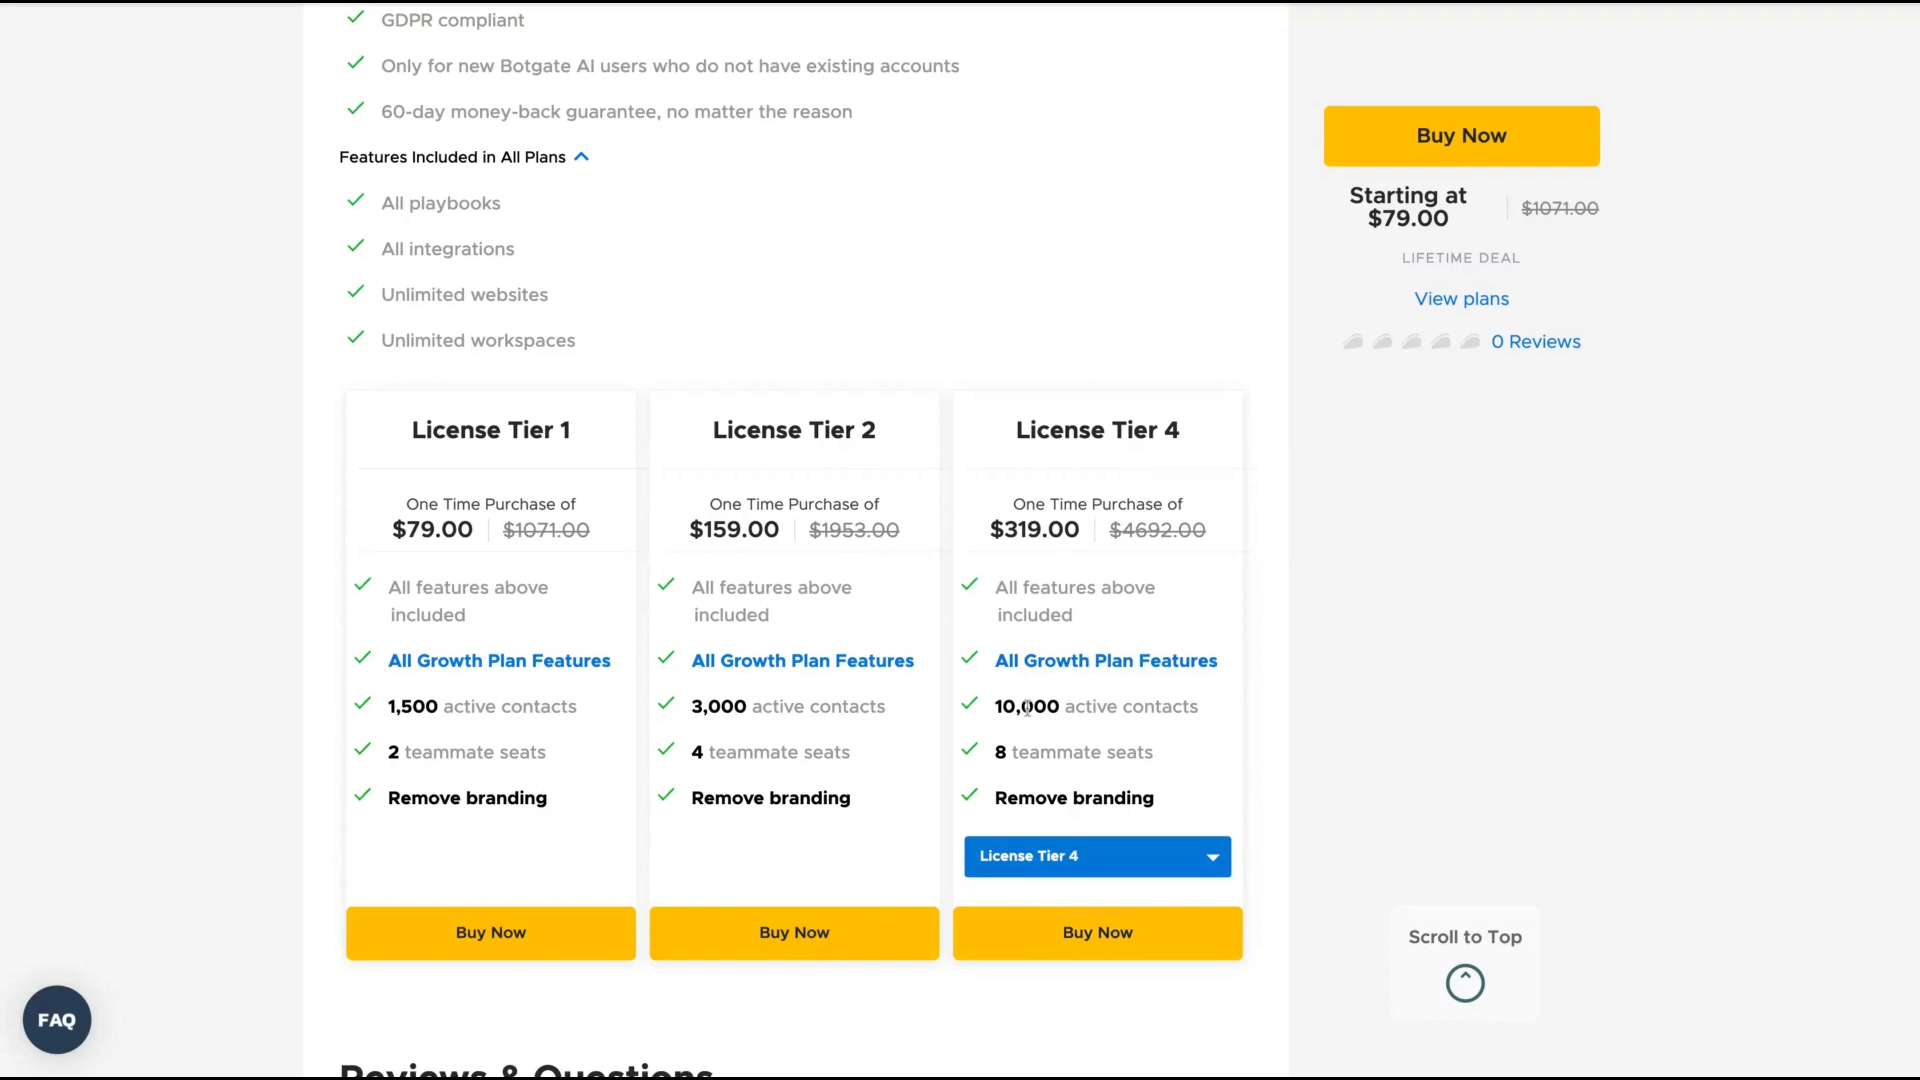 GDPR compliant
Only for new Botgate AI users who do not have existing accounts
60-day money-back guarantee, no matter the reason
Features Included in All Plans
All playbooks
All integrations
Unlimited websites
Unlimited workspaces
License Tier 1
One Time Purchase of
$79.00 $1071.00
All features above
included
All Growth Plan Features
1,500 active contacts
2 teammate seats
Remove branding
Buy Now
License Tier 2
One Time Purchase of
$159.00 $1953.00
All features above
included
All Growth Plan Features
3,000 active contacts
4 teammate seats
Remove branding
Buy Now
License Tier 4
One Time Purchase of
$319.00 $4692.00
All features above
included
All Growth Plan Features
10,000 active contacts
8 teammate seats
Remove branding
License Tier 4
Buy Now
Buy Now
Starting at
$79.00
$1071.00
LIFETIME DEAL
View plans
0 Reviews
Scroll to Top
FAQ
Reviews & Questions